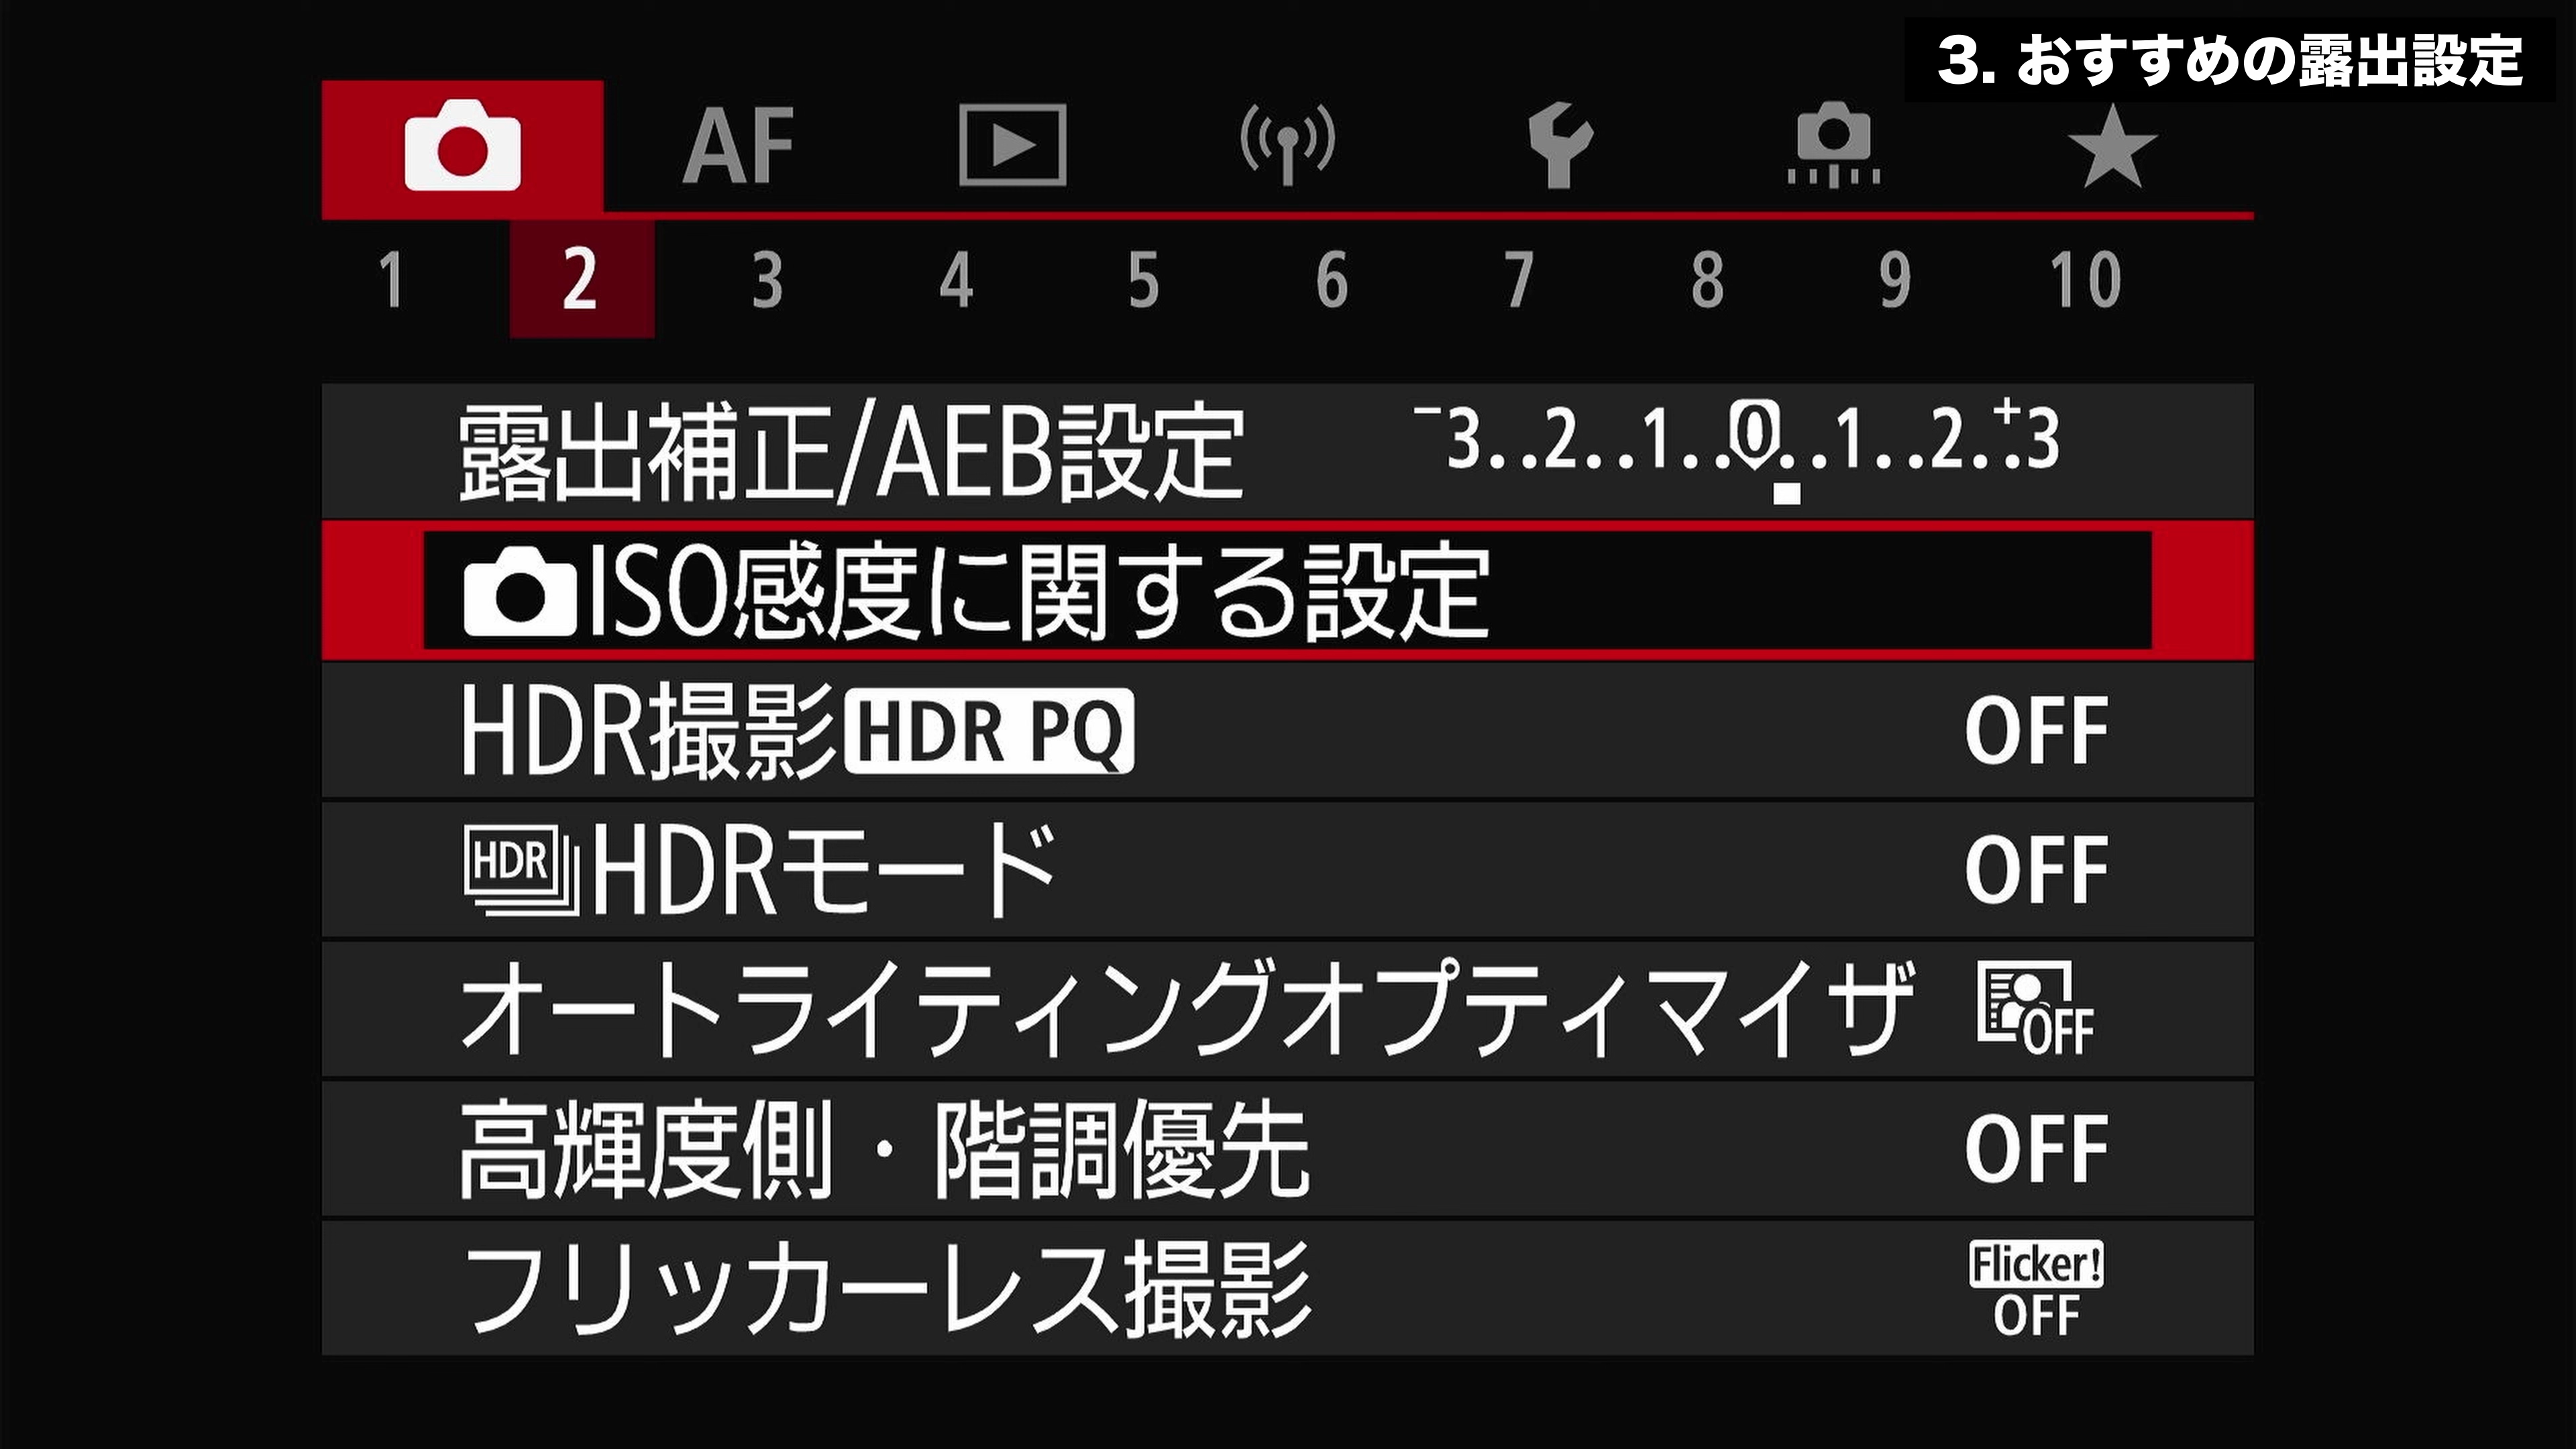 3. おすすめの露出設定
AF
1 2 3 4 5 6 7 8 9 10
露出補正/AEB設定 −3..2..1..0..1..2..+3
ISO感度に関する設定
HDR撮影 HDR PQ OFF
HDR HDRモード OFF
オートライティングオプティマイザ OFF
高輝度側・階調優先 OFF
フリッカーレス撮影 Flicker! OFF